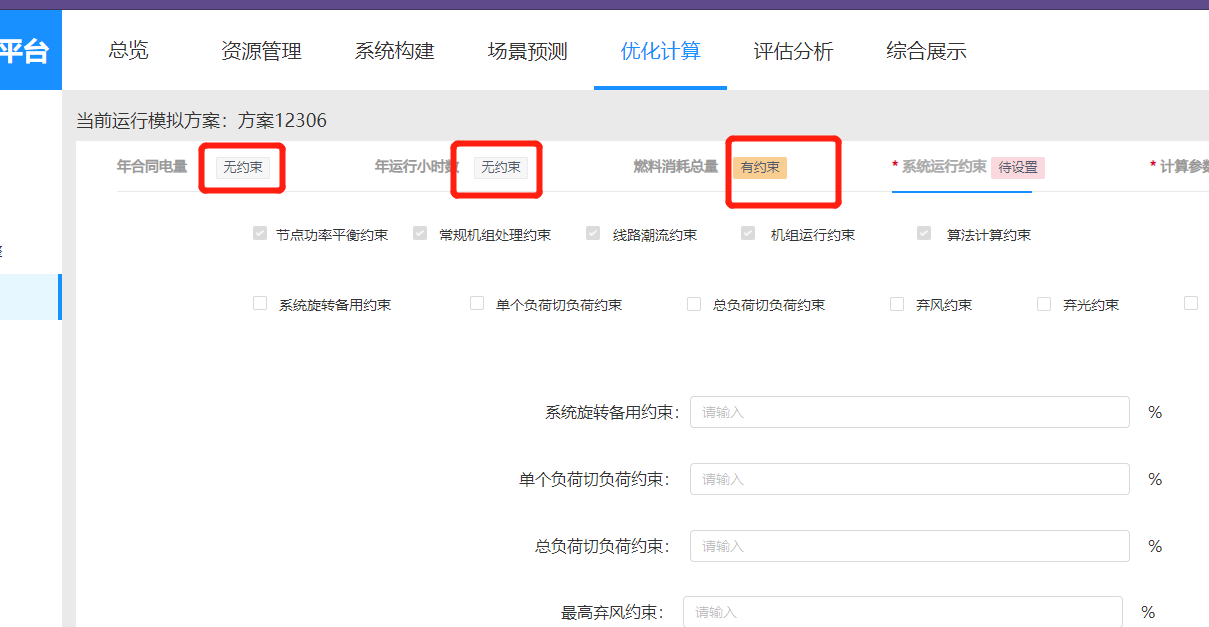 平台 总览 资源管理 系统构建 场景预测 优化计算 评估分析 综合展示
当前运行模拟方案：方案12306
年合同电量 无约束 年运行小时数 无约束 燃料消耗总量 有约束 * 系统运行约束 待设置 * 计算参数
节点功率平衡约束 常规机组处理约束 线路潮流约束 机组运行约束 算法计算约束
系统旋转备用约束 单个负荷切负荷约束 总负荷切负荷约束 弃风约束 弃光约束
系统旋转备用约束： 请输入 %
单个负荷切负荷约束： 请输入 %
总负荷切负荷约束： 请输入 %
最高弃风约束： 请输入 %